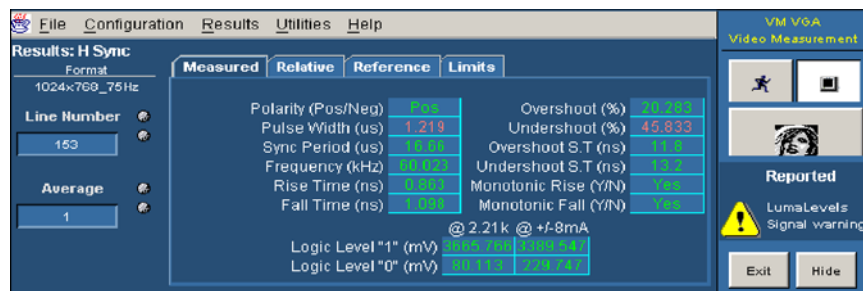 File Configuration Results Utilities Help
VM VGA
Video Measurement
Results: H Sync
Format
1024x768_75Hz
Line Number
153
Average
1
Measured Relative Reference Limits
Polarity (Pos/Neg) Pos Overshoot (%) 20.283
Pulse Width (us) 1.219 Undershoot (%) 45.833
Sync Period (us) 16.66 Overshoot S.T (ns) 11.8
Frequency (kHz) 60.023 Undershoot S.T (ns) 13.2
Rise Time (ns) 0.863 Monotonic Rise (Y/N) Yes
Fall Time (ns) 1.098 Monotonic Fall (Y/N) Yes
@ 2.21k @ +/-8mA
Logic Level "1" (mV) 3665.766 3389.547
Logic Level "0" (mV) 80.113 229.747
Reported
LumaLevels
Signal warning
Exit Hide